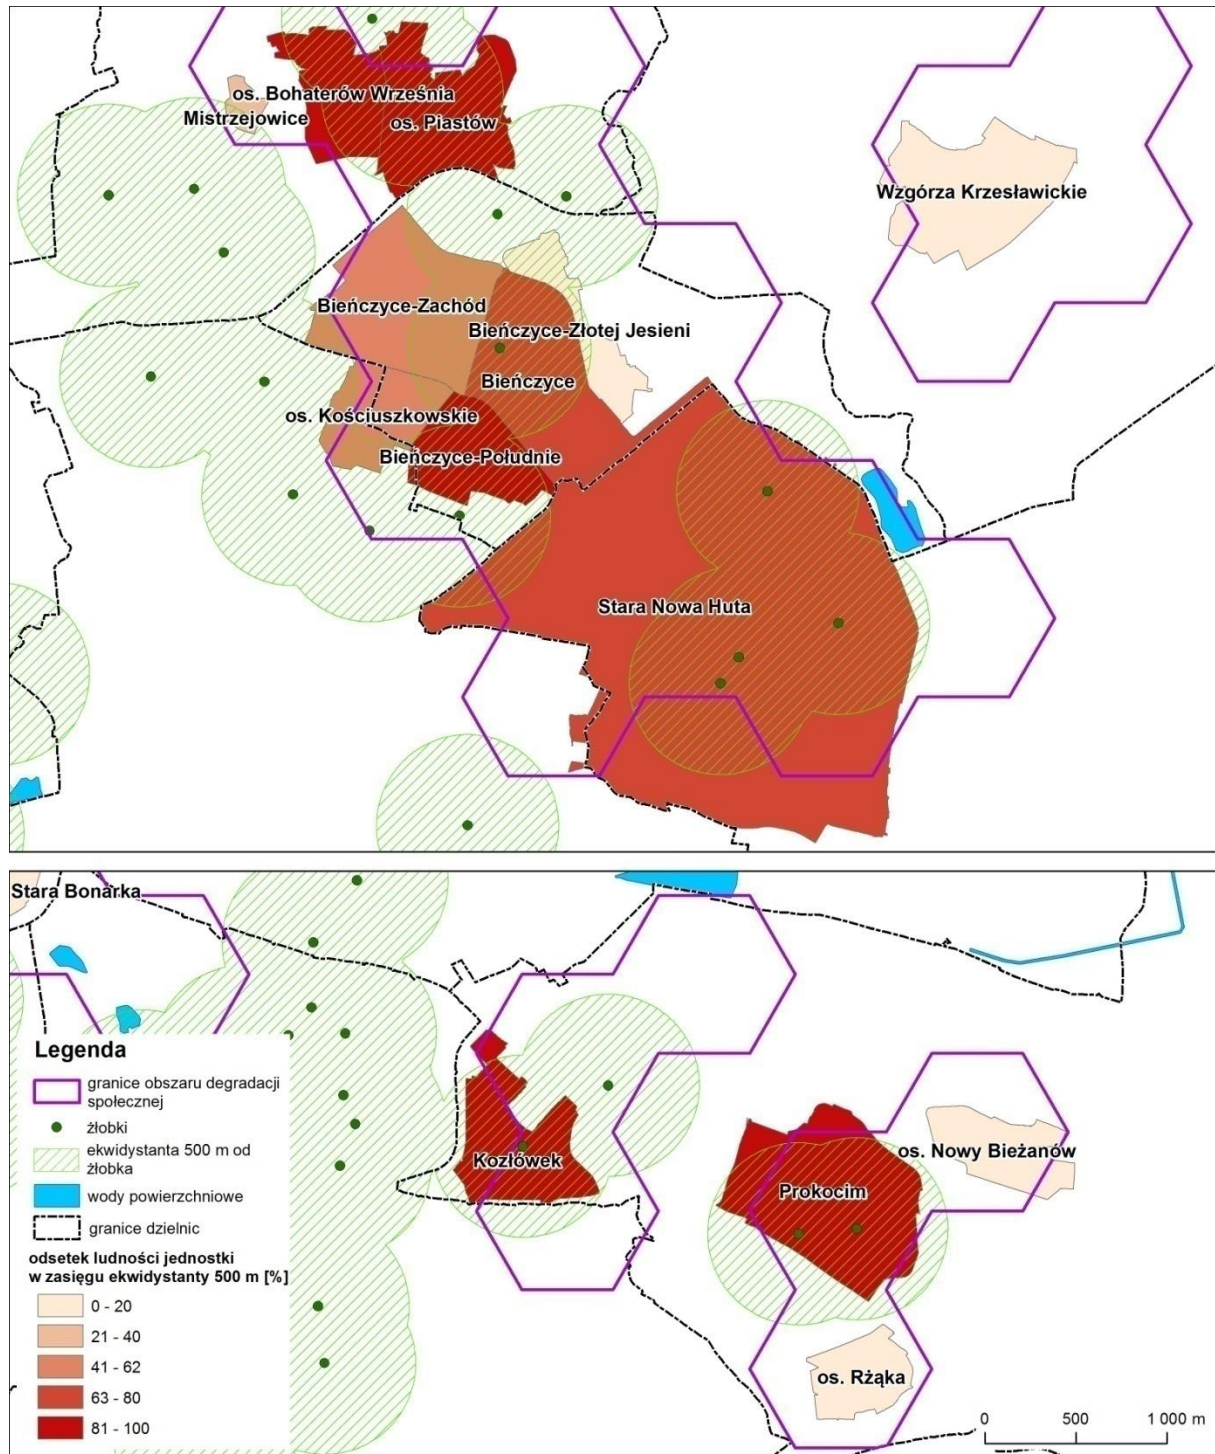 os. Bohaterów Września
Mistrzejowice
os. Piastów
Wzgórza Krzesławickie
Bieńczyce-Zachód
Bieńczyce-Złotej Jesieni
Bieńczyce
os. Kościuszkowskie
Bieńczyce-Południe
Stara Nowa Huta
Stara Bonarka
Kozłówek
Prokocim
os. Nowy Bieżanów
os. Rżąka
Legenda
granice obszaru degradacji
społecznej
żłobki
ekwidystanta 500 m od
żłobka
wody powierzchniowe
granice dzielnic
odsetek ludności jednostki
w zasięgu ekwidystanty 500 m [%]
0 - 20
21 - 40
41 - 62
63 - 80
81 - 100
0 500 1 000 m